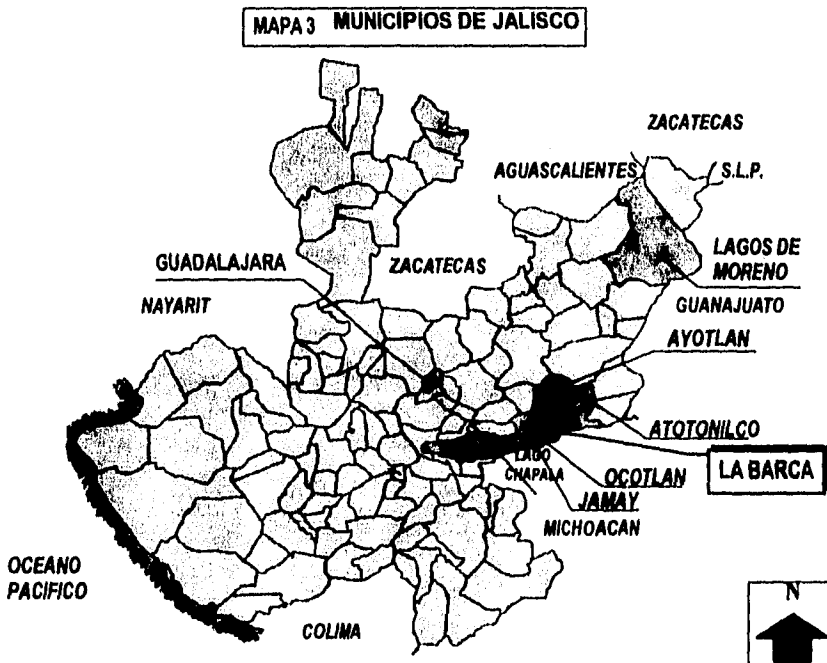 MAPA 3 MUNICIPIOS DE JALISCO
ZACATECAS
AGUASCALIENTES
S.L.P.
GUADALAJARA
ZACATECAS
LAGOS DE
MORENO
NAYARIT
GUANAJUATO
AYOTLAN
ATOTONILCO
LAGO
CHAPALA
OCOTLAN
LA BARCA
JAMAY
MICHOACAN
OCEANO
PACIFICO
COLIMA
N